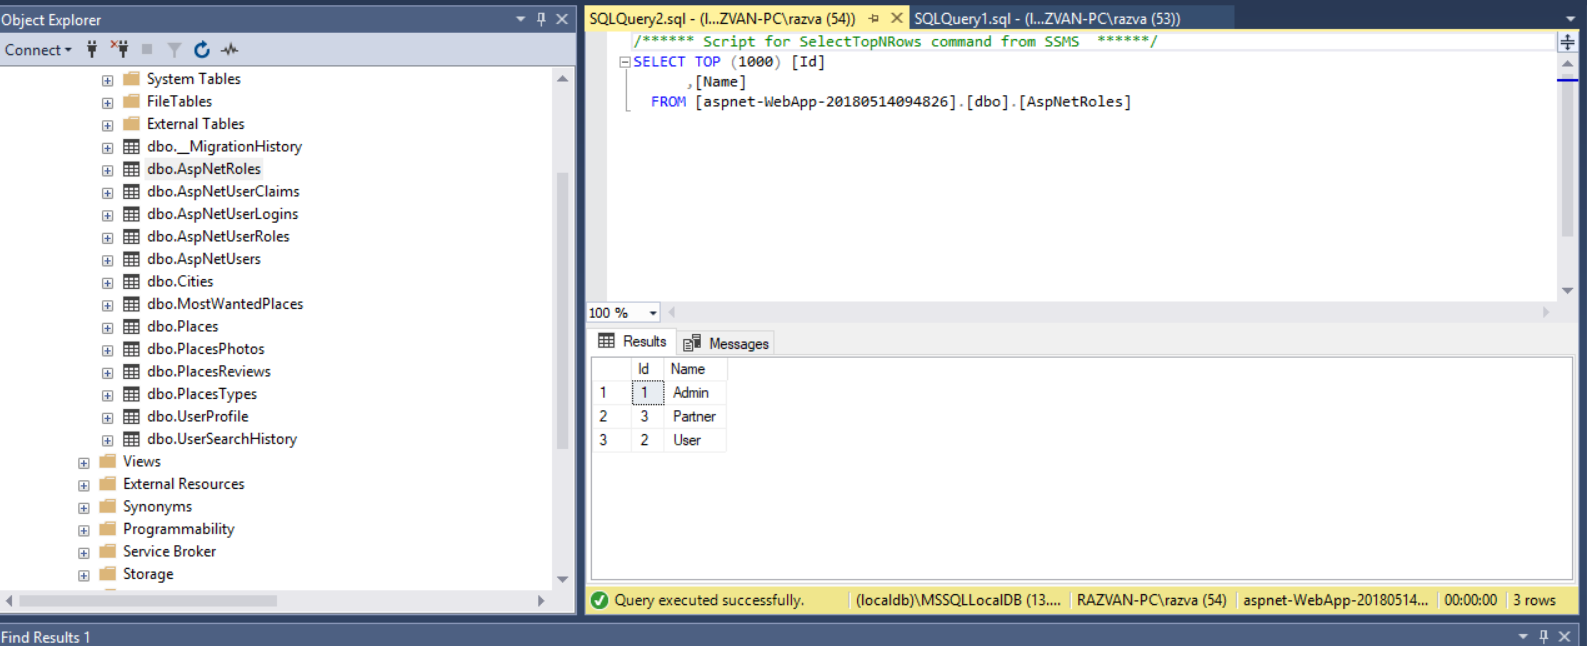 Object Explorer
Connect
System Tables
FileTables
External Tables
dbo.__MigrationHistory
dbo.AspNetRoles
dbo.AspNetUserClaims
dbo.AspNetUserLogins
dbo.AspNetUserRoles
dbo.AspNetUsers
dbo.Cities
dbo.MostWantedPlaces
dbo.Places
dbo.PlacesPhotos
dbo.PlacesReviews
dbo.PlacesTypes
dbo.UserProfile
dbo.UserSearchHistory
Views
External Resources
Synonyms
Programmability
Service Broker
Storage
SQLQuery2.sql - (l...ZVAN-PC\razva (54)) SQLQuery1.sql - (l...ZVAN-PC\razva (53))
/****** Script for SelectTopNRows command from SSMS  ******/
SELECT TOP (1000) [Id]
,[Name]
FROM [aspnet-WebApp-20180514094826].[dbo].[AspNetRoles]
100 %
Results Messages
Id Name
1 1 Admin
2 3 Partner
3 2 User
Query executed successfully. (localdb)\MSSQLLocalDB (13.... RAZVAN-PC\razva (54) aspnet-WebApp-20180514... 00:00:00 3 rows
Find Results 1